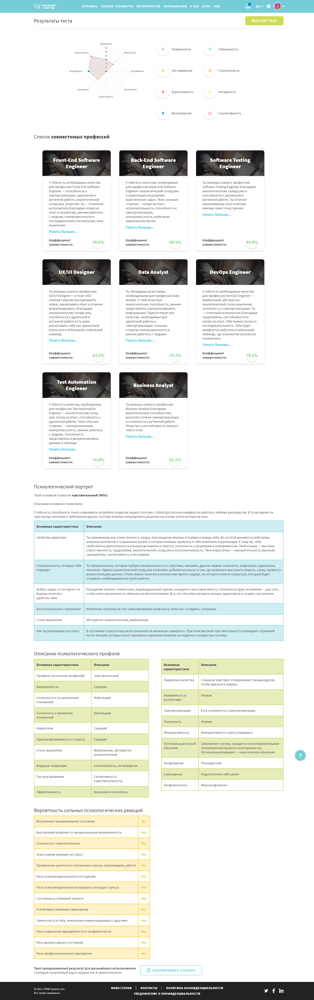 TRAINING
CENTER
ПРОФИЛЬ СПИСОК ТРЕНИНГОВ МЕРОПРИЯТИЯ НАПРАВЛЕНИЯ О НАС БЛОГ FAQ
RU
Результаты теста
RESTART TEST
тревожность
12
сензитивность
10
лабильность
8
6
4
2
интроверсия
экстраверсия
ригидность
спонтанность
агрессивность
6 Тревожность
5 Лабильность
0 Экстраверсия
0 Спонтанность
0 Агрессивность
6 Ригидность
9 Интроверсия
11 Сензитивность
Список совместимых профессий
Front-End Software
Engineer
У тебя есть необходимые качества
для профессии Front-End Software
Engineer — способность к
самоорганизации, удаленной и
рутинной работе, аналитический
склад ума, упорство. Ты — отличный
исполнитель благодаря опоре на
опыт и коллектив, умению работать
с людьми, компромиссности и
последовательно-логическому типу
мышления.
Узнать больше...
Коэффициент
совместимости:
90.6%
Back-End Software
Engineer
У тебя есть качества, необходимые
для профессии Back-End Software
Engineer: аналитический склад ума
и ориентация на решение
практических задач. Твои сильные
стороны — опора на опыт,
исполнительность, способность к
самоорганизации,
компромиссность, избегание
широких контактов.
Узнать больше...
Коэффициент
совместимости:
88.5%
Software Testing
Engineer
Ты можешь освоить профессию
Software Testing Engineer благодаря
аналитическому складу ума и
способности к удаленной и
рутинной работе. Ты отлично
накапливаешь опыт и всегда
имеешь свою точку зрения.
Узнать больше...
Коэффициент
совместимости:
84.4%
UX/UI Designer
Ты можешь освоить профессию
UX/UI Designer — в этом тебе
поможет умение воспринимать
новое, накапливать опыт и отлично
визуализировать. Благодаря
аналитическому складу ума,
способности к удаленной и
рутинной работе есть шанс
реализовать себя как одиночный
игрок или в небольшой стабильной
команде.
Узнать больше...
Коэффициент
совместимости:
83.1%
Data Analyst
Ты обладаешь качествами,
необходимыми для профессии Data
Analyst. У тебя отличные
аналитические способности, умение
представлять и визуализировать
информацию. Присутствуют все
качества, необходимые для
удаленной работы и
самоорганизации. Сильные
стороны: компромиссность и
умение работать с людьми.
Узнать больше...
Коэффициент
совместимости:
79.2%
DevOps Engineer
У тебя есть необходимые качества
для профессии DevOps Engineer —
вербальный, абстрактно-
аналитический стиль мышления,
склонность к самоорганизации. Ты
— отличный исполнитель благодаря
трудолюбию, настойчивости и
опоре на опыт. Тебе важна логика и
последовательность. Тебе будет
комфортно работать в небольшой
команде, где количество контактов
ограничено.
Узнать больше...
Коэффициент
совместимости:
78.5%
Test Automation
Engineer
У тебя есть качества, необходимые
для профессии Test Automation
Engineer — аналитический склад
ума, опора на опыт, способность к
удаленной работе. Твои сильные
стороны — самоорганизация,
компромиссность, умение работать
с людьми, способность
представлять и визуализировать
данные и таблицы.
Узнать больше...
Коэффициент
совместимости:
76.8%
Business Analyst
Ты можешь освоить профессию
Business Analyst благодаря
аналитическим способностям,
высокой степени самоорганизации
и склонности к рутинной работе.
Упорство и настойчивость помогут
тебе в этом.
Узнать больше...
Коэффициент
совместимости:
61.2%
Психологический портрет
Твой основной психотип чувствительный (40%)
Описание основного психотипа:
У тебя есть способность тонко улавливать потребности других людей, поэтому с тобой достаточно комфортно работать любому руководству. В то же время ты
чувствуешь желания и требования других, поэтому можешь генерировать решения на основе учета интересов всех.
Основные характеристики Описание
Свойства характера
Ты принимаешь все очень близко к сердцу, при неудачах винишь в первую очередь себя. Из-за этой ранимости избегаешь
широких контактов и социальных ролей, в которых можешь привлечь к себе внимание окружающих. К тому же, тебе
свойственна щепетильность в вопросах морали и совести, склонность к раздумьям и компромиссам. Твой козырь — высокая
ответственность, трудолюбие, аналитический склад ума и исполнительность. Твои недостатки — нерешительность, высокая
самокритика, застенчивость и пессимизм.
Специальности, которые тебе
подходят
Те специальности, которые требуют внимательности к чувствам, эмоциям, другим людям: психологи, модельеры, художники,
писатели. Однако аналитический склад ума позволяет добиваться высот и там, где возможно выстроить модель, схему, провести
анализ больших данных. Очень важно наличие в коллективе яркого лидера, на которого можно опереться, который будет
создавать необходимый настрой в работе.
Хобби, отдых, от которого ты
будешь получать
удовольствие
Посещение музеев, чтение книг, индивидуальный туризм, концерты и выставки вместе с близким по духу человеком — для того,
чтобы иметь возможность обменяться впечатлениями. Все, что способно вызвать эмоции, вдохновить и создать настроение.
Бессознательное стремление Избегание неуспеха за счет нивелирования конфликта, попыток «сгладить» ситуацию.
Стиль мышления Абстрактно-аналитический, вербальный.
Как ты реагируешь на стресс
В состоянии стресса чаще всего включается механизм «замереть». При этом высокая чувствительность порождает огромный
поток эмоций, которые могут оказывать серьезное влияние на сердечно-сосудистую систему.
Описание психологического профиля
Основные характеристики Описание
Профиль (сочетание профилей) чувствительный
Выраженность Средняя
Склонность к установлению
отношений
Небольшая
Склонность к принятию
отношений
Небольшая
Невротизм Средний
Приспосабливаемость к стрессу Средняя
Стиль мышления
Вербальный, абстрактно-
аналитический
Ведущие тенденции сензитивность, интроверсия
Тип реагирования
Сензитивность
(чувствительность)
Эффективность Хороший исполнитель
Основные
характеристики
Описание
Лидерские качества
Слишком чувствует и перенимает эмоции других,
чтобы рваться в лидеры
Уживаемость в
коллективе
Низкая
Самоорганизация Есть склонность к самоорганизации
Лояльность Лоялен
Инициативность Инициативность нужно развивать
Оптимальный способ
обучения
Запоминает логику, нуждается в последовательном
изложении материала и повторении его.
Оптимальный вариант — классическое обучение
Конформизм Покладистый
Самооценка Недостаточно себя ценит
Конфликтность Малоконфликтен
?
Вероятность сильных психологических реакций
Внутреннее эмоциональное состояние Да
Внутренний конфликт и эмоциональная напряженность Нет
Сложности с самоконтролем Нет
Агрессивная реакция на стресс Нет
Проявление циничного отношения к жизни, окружающим, работе Нет
Риск психоэмоционального истощения Нет
Риск психоэмоционального взрыва в ситуации стресса Нет
Состояние устойчивой тревоги Нет
Устойчивое снижение самооценки Нет
Замкнутость в себе, нежелание коммуницировать с другими Нет
Риск повышения враждебности и конфликтности Нет
Риск депрессивного состояния Нет
Риск профессионального выгорания Нет
Твой закодированный результат для дальнейшего использования
Скопируй полученный код и сохрани его в своем блокноте
СКОПИРОВАТЬ ССЫЛКУ
© 2023. EPAM Systems, Inc.
Все права защищены.
ИНВЕСТОРАМ | КОНТАКТЫ | ПОЛИТИКА КОНФИДЕНЦИАЛЬНОСТИ
УВЕДОМЛЕНИЕ О КОНФИДЕНЦИАЛЬНОСТИ